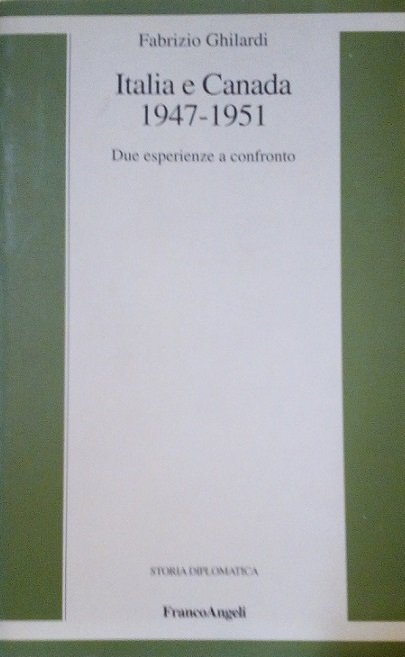 Fabrizio Ghilardi
Italia e Canada
1947-1951
Due esperienze a confronto
STORIA DIPLOMATICA
FrancoAngeli